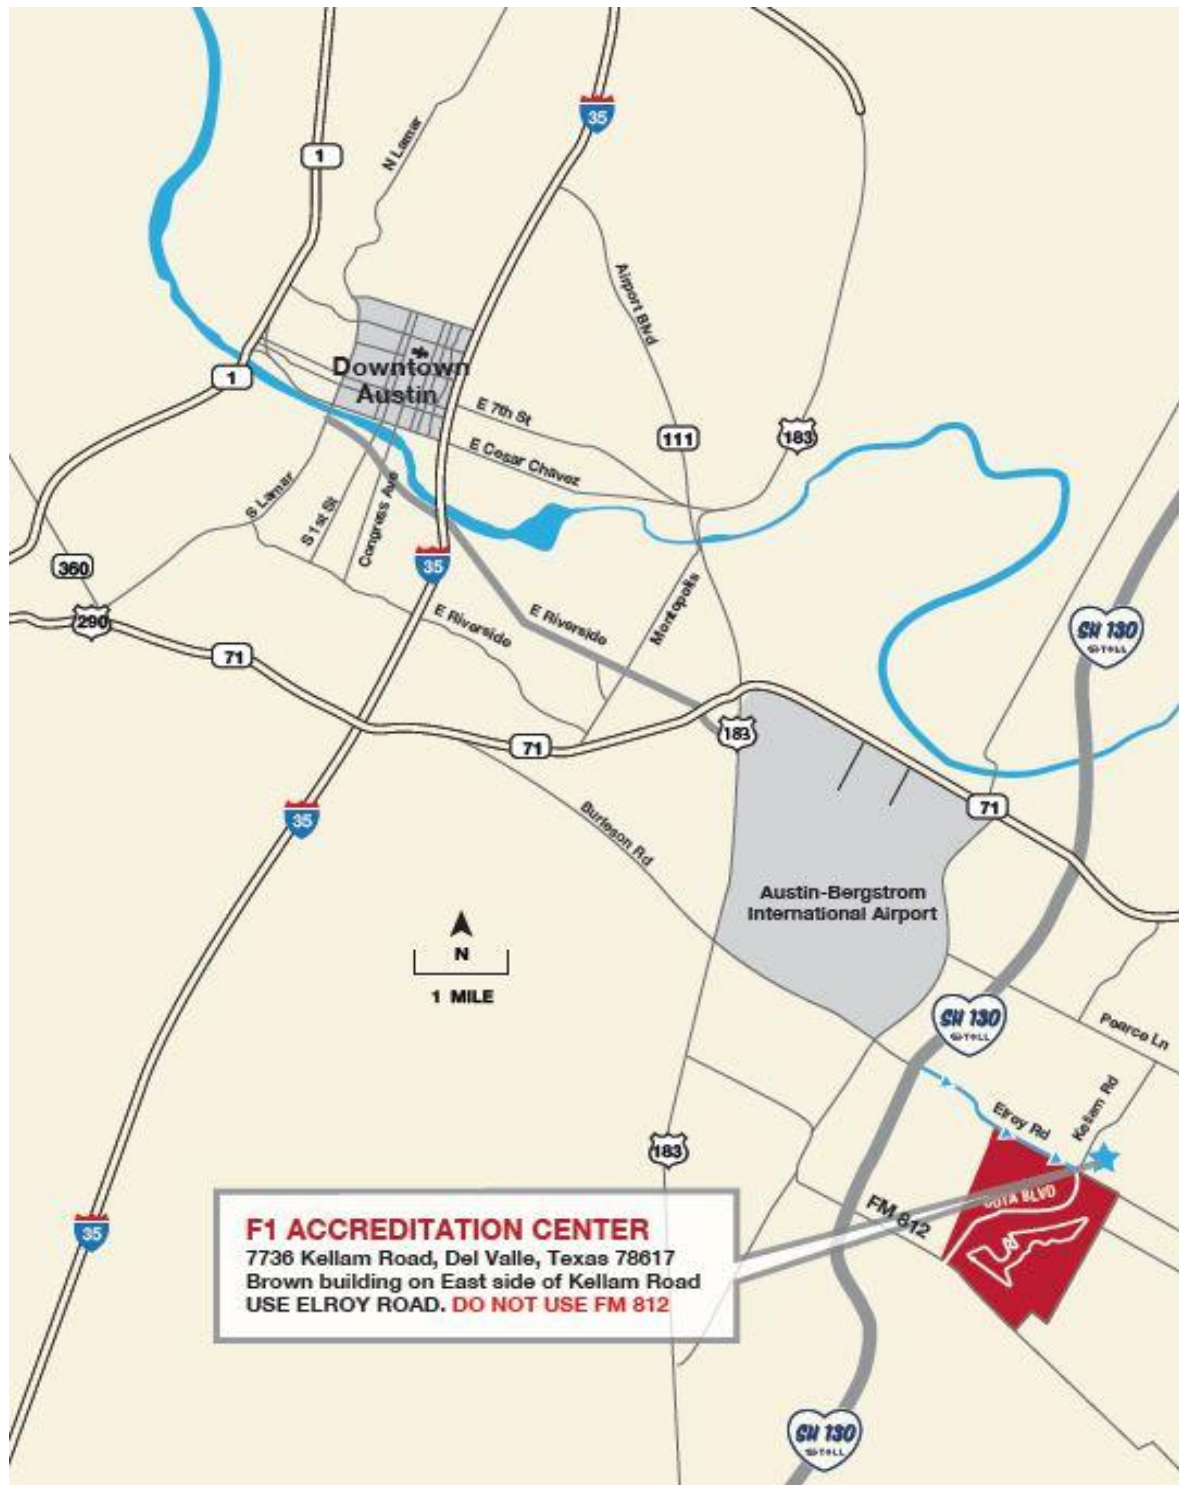 35
1
N Lamar
Airport Blvd
Downtown
Austin
1
E 7th St
111
183
E Cesar Chavez
S Lamar
S 1st St
Congress Ave
35
360
290
E Riverside
E Riverside
Montopolis
SH 130
TOLL
71
183
71
71
35
Burleson Rd
Austin-Bergstrom
International Airport
N
1 MILE
SH 130
TOLL
Pearce Ln
Elroy Rd
Kellam Rd
183
COTA BLVD
FM 812
35
F1 ACCREDITATION CENTER
7736 Kellam Road, Del Valle, Texas 78617
Brown building on East side of Kellam Road
USE ELROY ROAD. DO NOT USE FM 812
SH 130
TOLL